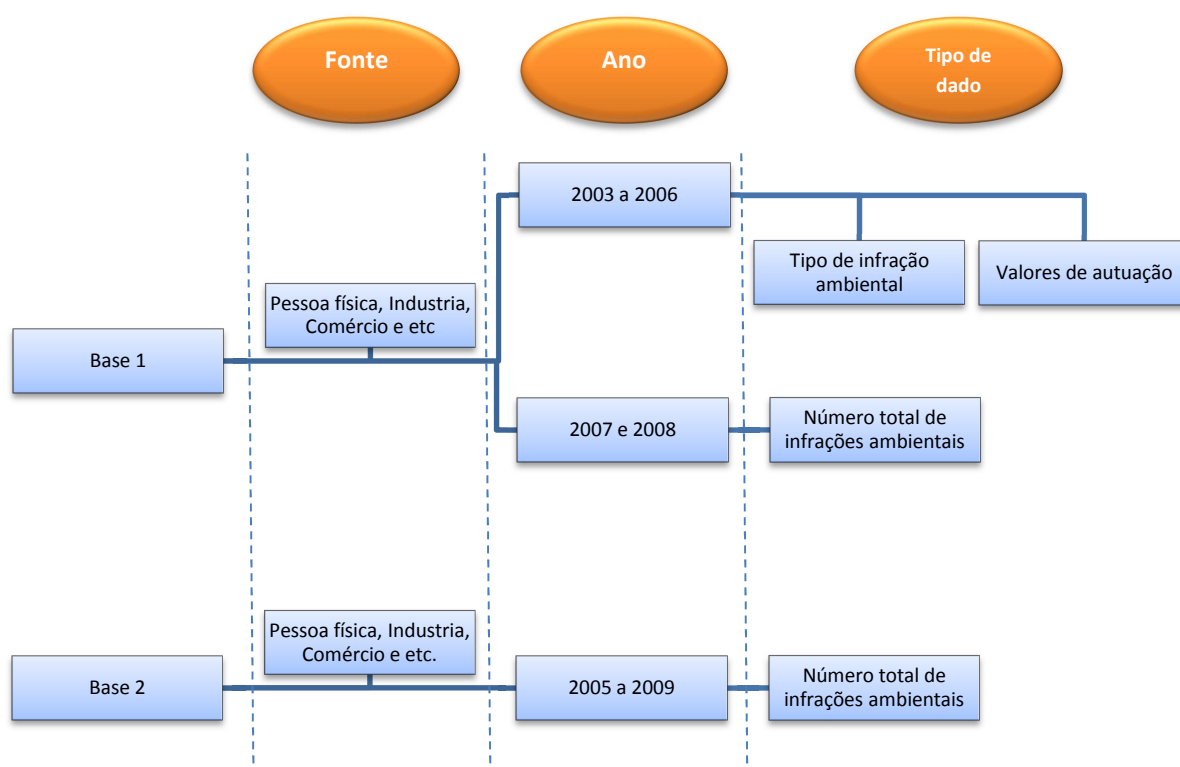 Fonte
Ano
Tipo de
dado
2003 a 2006
Tipo de infração
ambiental
Valores de autuação
Pessoa física, Industria,
Comércio e etc
Base 1
2007 e 2008
Número total de
infrações ambientais
Pessoa física, Industria,
Comércio e etc.
Base 2
2005 a 2009
Número total de
infrações ambientais